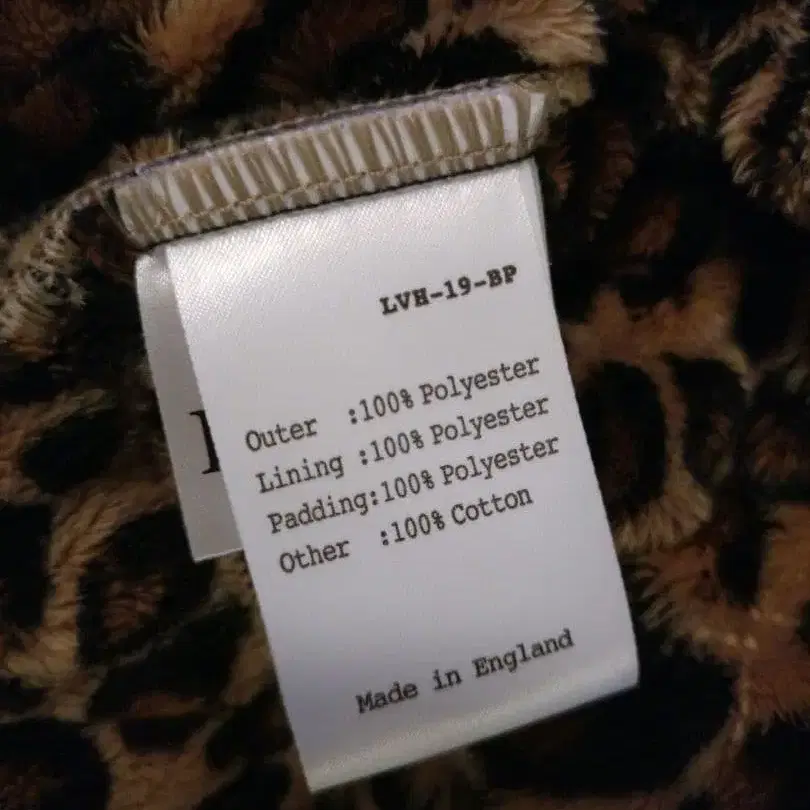 LVH-19-BP
Outer :100% Polyester
Lining :100% Polyester
Padding:100% Polyester
Other :100% Cotton
Made in England